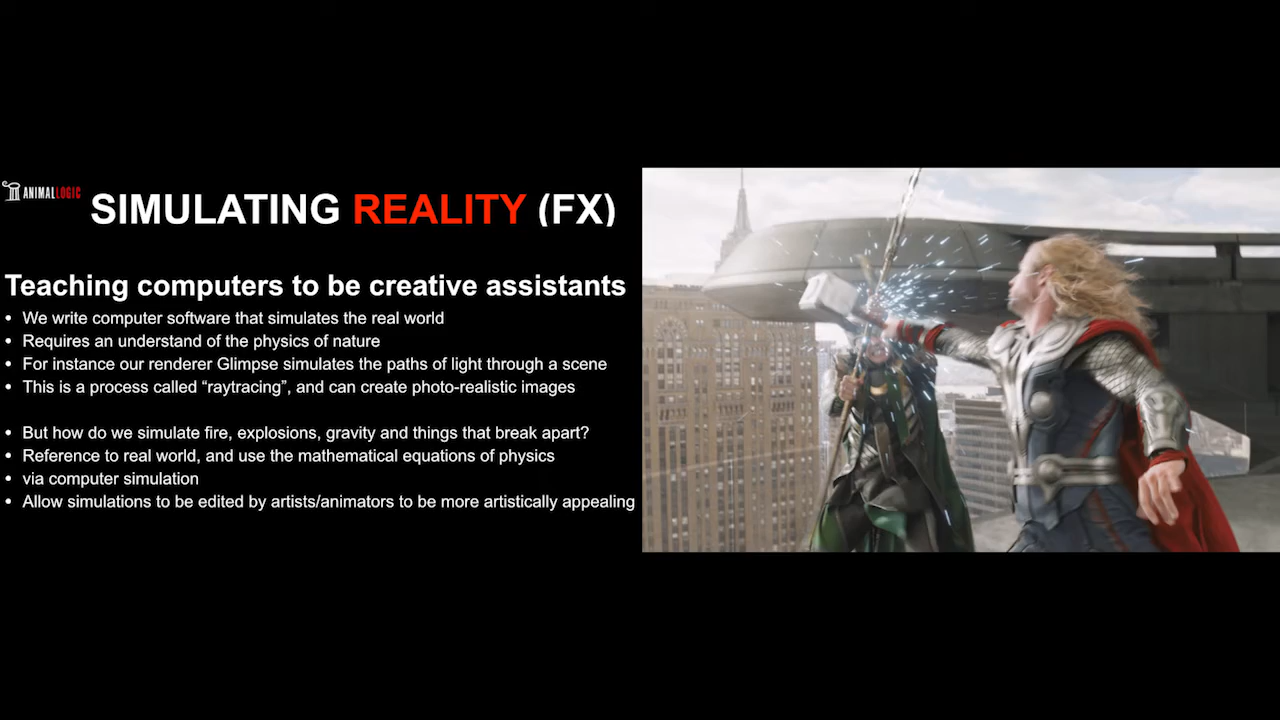 ANIMALLOGIC
SIMULATING REALITY (FX)
Teaching computers to be creative assistants
• We write computer software that simulates the real world
• Requires an understand of the physics of nature
• For instance our renderer Glimpse simulates the paths of light through a scene
• This is a process called “raytracing”, and can create photo-realistic images
• But how do we simulate fire, explosions, gravity and things that break apart?
• Reference to real world, and use the mathematical equations of physics
• via computer simulation
• Allow simulations to be edited by artists/animators to be more artistically appealing